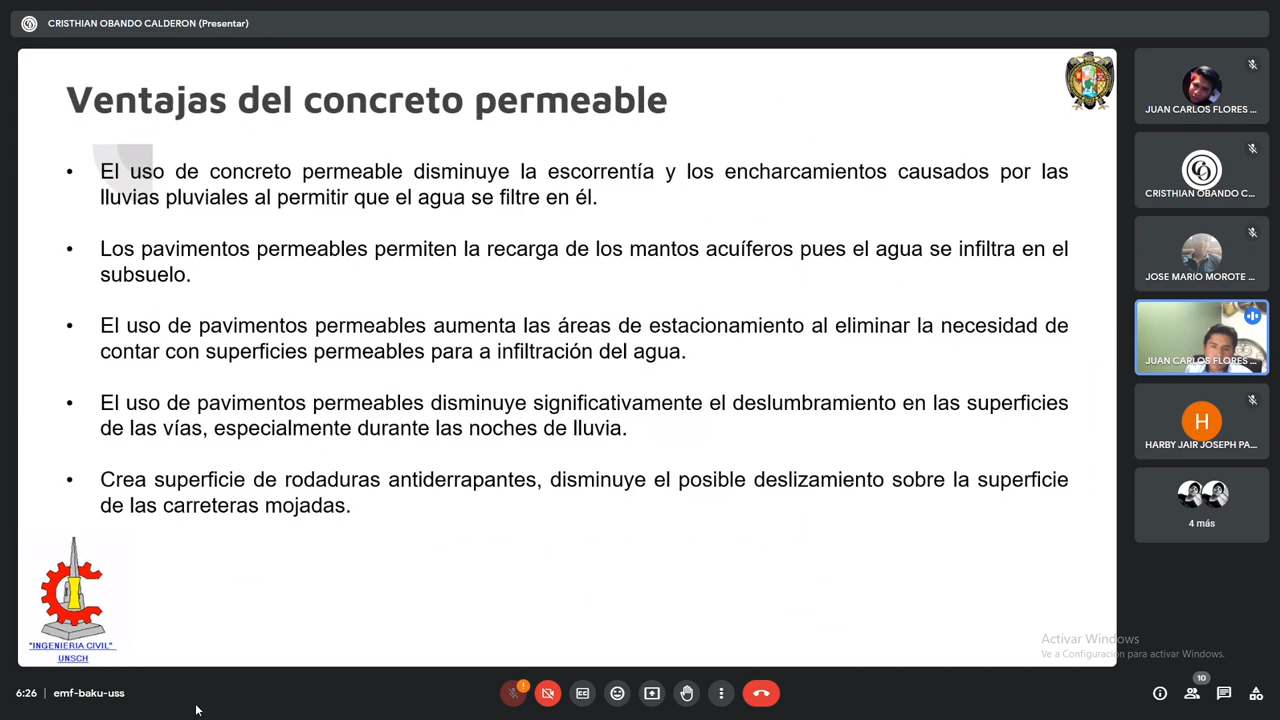 CRISTHIAN OBANDO CALDERON (Presentar)
Ventajas del concreto permeable
• El uso de concreto permeable disminuye la escorrentía y los encharcamientos causados por las
lluvias pluviales al permitir que el agua se filtre en él.
• Los pavimentos permeables permiten la recarga de los mantos acuíferos pues el agua se infiltra en el
subsuelo.
• El uso de pavimentos permeables aumenta las áreas de estacionamiento al eliminar la necesidad de
contar con superficies permeables para a infiltración del agua.
• El uso de pavimentos permeables disminuye significativamente el deslumbramiento en las superficies
de las vías, especialmente durante las noches de lluvia.
• Crea superficie de rodaduras antiderrapantes, disminuye el posible deslizamiento sobre la superficie
de las carreteras mojadas.
"INGENIERIA CIVIL"
UNSCH
JUAN CARLOS FLORES ...
CRISTHIAN OBANDO C...
JOSE MARIO MOROTE ...
JUAN CARLOS FLORES ...
H
HARBY JAIR JOSEPH PA...
4 más
Activar Windows
Ve a Configuración para activar Windows.
6:26 | emf-baku-uss
10